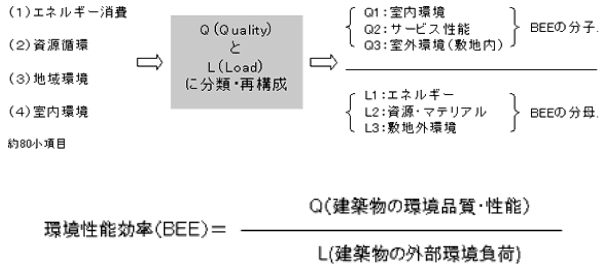 (1)エネルギー消費
(2)資源循環
(3)地域環境
(4)室内環境
約80小項目
Q(Quality)
と
L(Load)
に分類・再構成
Q1:室内環境
Q2:サービス性能
Q3:室外環境(敷地内)
BEEの分子.
L1:エネルギー
L2:資源・マテリアル
L3:敷地外環境
BEEの分母.
環境性能効率(BEE)=
Q(建築物の環境品質・性能)
L(建築物の外部環境負荷)